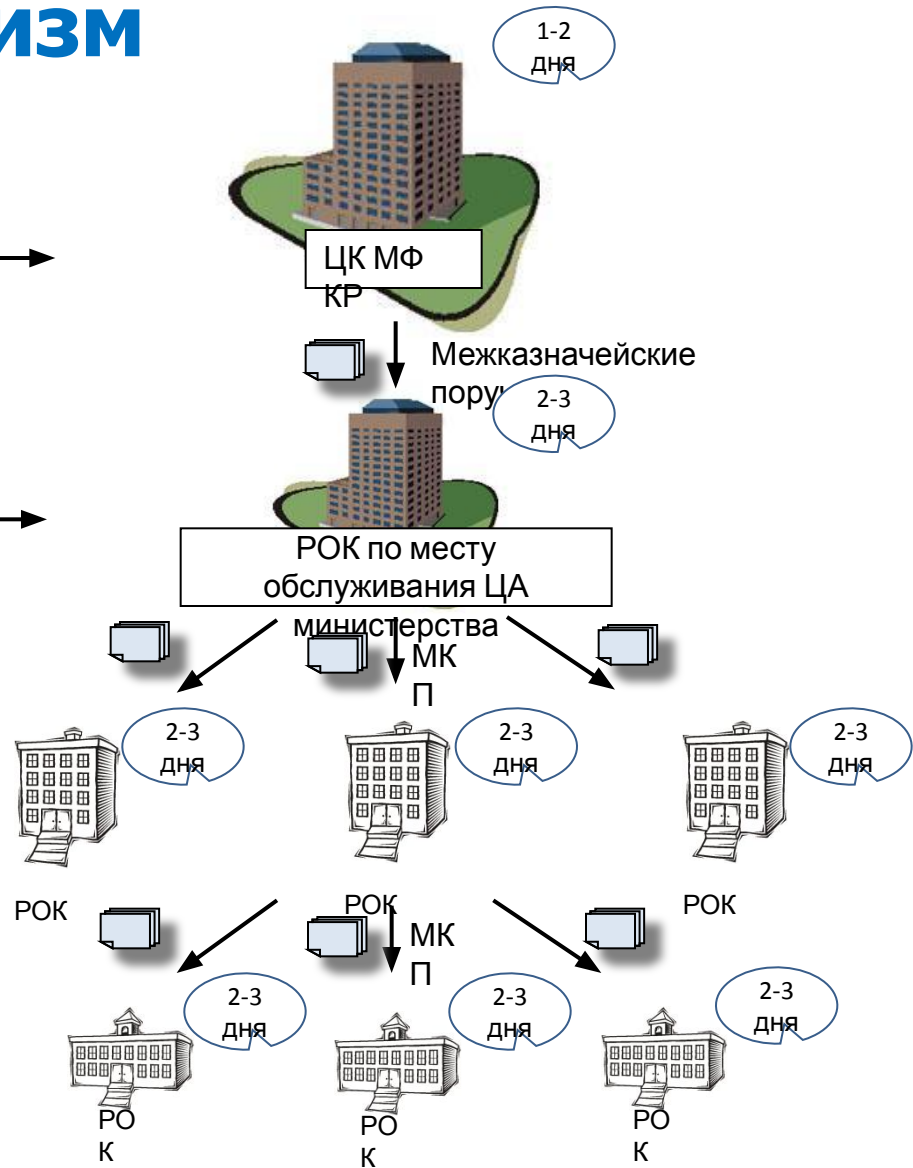 ИЗМ
1-2
дня
ЦК МФ
КР
Межказначейские
пору
2-3
дня
РОК по месту
обслуживания ЦА
министерства
МК
П
2-3
дня
2-3
дня
2-3
дня
РОК
РОК
РОК
МК
П
2-3
дня
2-3
дня
2-3
дня
РО
К
РО
К
РО
К